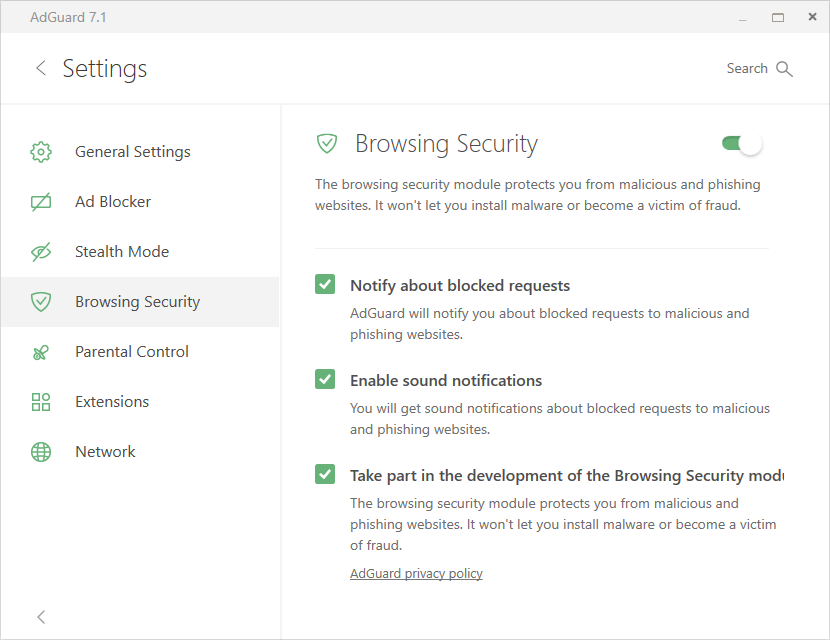 AdGuard 7.1
Settings
Search
General Settings
Ad Blocker
Stealth Mode
Browsing Security
Parental Control
Extensions
Network
Browsing Security
The browsing security module protects you from malicious and phishing
websites. It won't let you install malware or become a victim of fraud.
Notify about blocked requests
AdGuard will notify you about blocked requests to malicious and
phishing websites.
Enable sound notifications
You will get sound notifications about blocked requests to malicious
and phishing websites.
Take part in the development of the Browsing Security modu
The browsing security module protects you from malicious and
phishing websites. It won't let you install malware or become a victim
of fraud.
AdGuard privacy policy